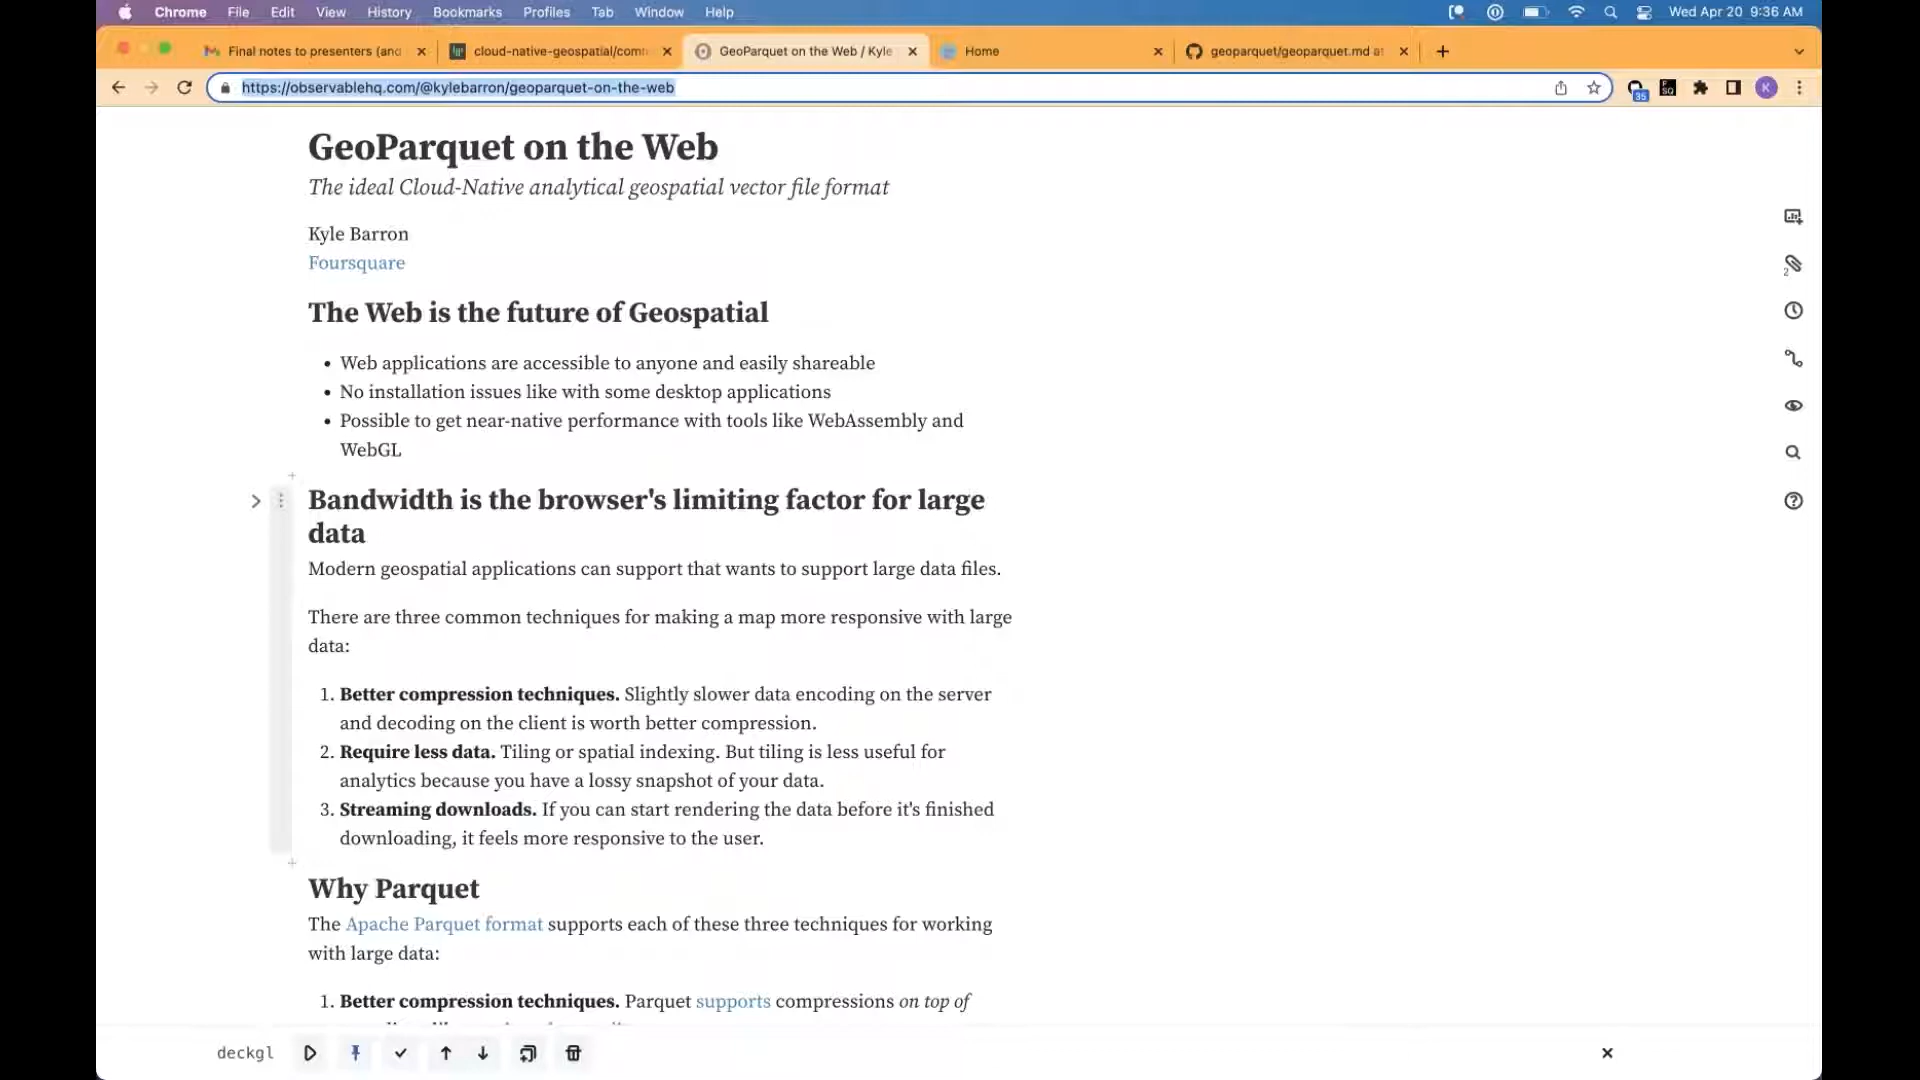 Chrome File Edit View History Bookmarks Profiles Tab Window Help Wed Apr 20 9:36 AM
Final notes to presenters (and cloud-native-geospatial/com GeoParquet on the Web / Kyle Home geoparquet/geoparquet.md at
https://observablehq.com/@kylebarron/geoparquet-on-the-web
35
SQ
K
GeoParquet on the Web
The ideal Cloud-Native analytical geospatial vector file format
Kyle Barron
Foursquare
2
The Web is the future of Geospatial
• Web applications are accessible to anyone and easily shareable
• No installation issues like with some desktop applications
• Possible to get near-native performance with tools like WebAssembly and
WebGL
Bandwidth is the browser's limiting factor for large
data
Modern geospatial applications can support that wants to support large data files.
There are three common techniques for making a map more responsive with large
data:
1. Better compression techniques. Slightly slower data encoding on the server
and decoding on the client is worth better compression.
2. Require less data. Tiling or spatial indexing. But tiling is less useful for
analytics because you have a lossy snapshot of your data.
3. Streaming downloads. If you can start rendering the data before it's finished
downloading, it feels more responsive to the user.
Why Parquet
The Apache Parquet format supports each of these three techniques for working
with large data:
1. Better compression techniques. Parquet supports compressions on top of
deckgl